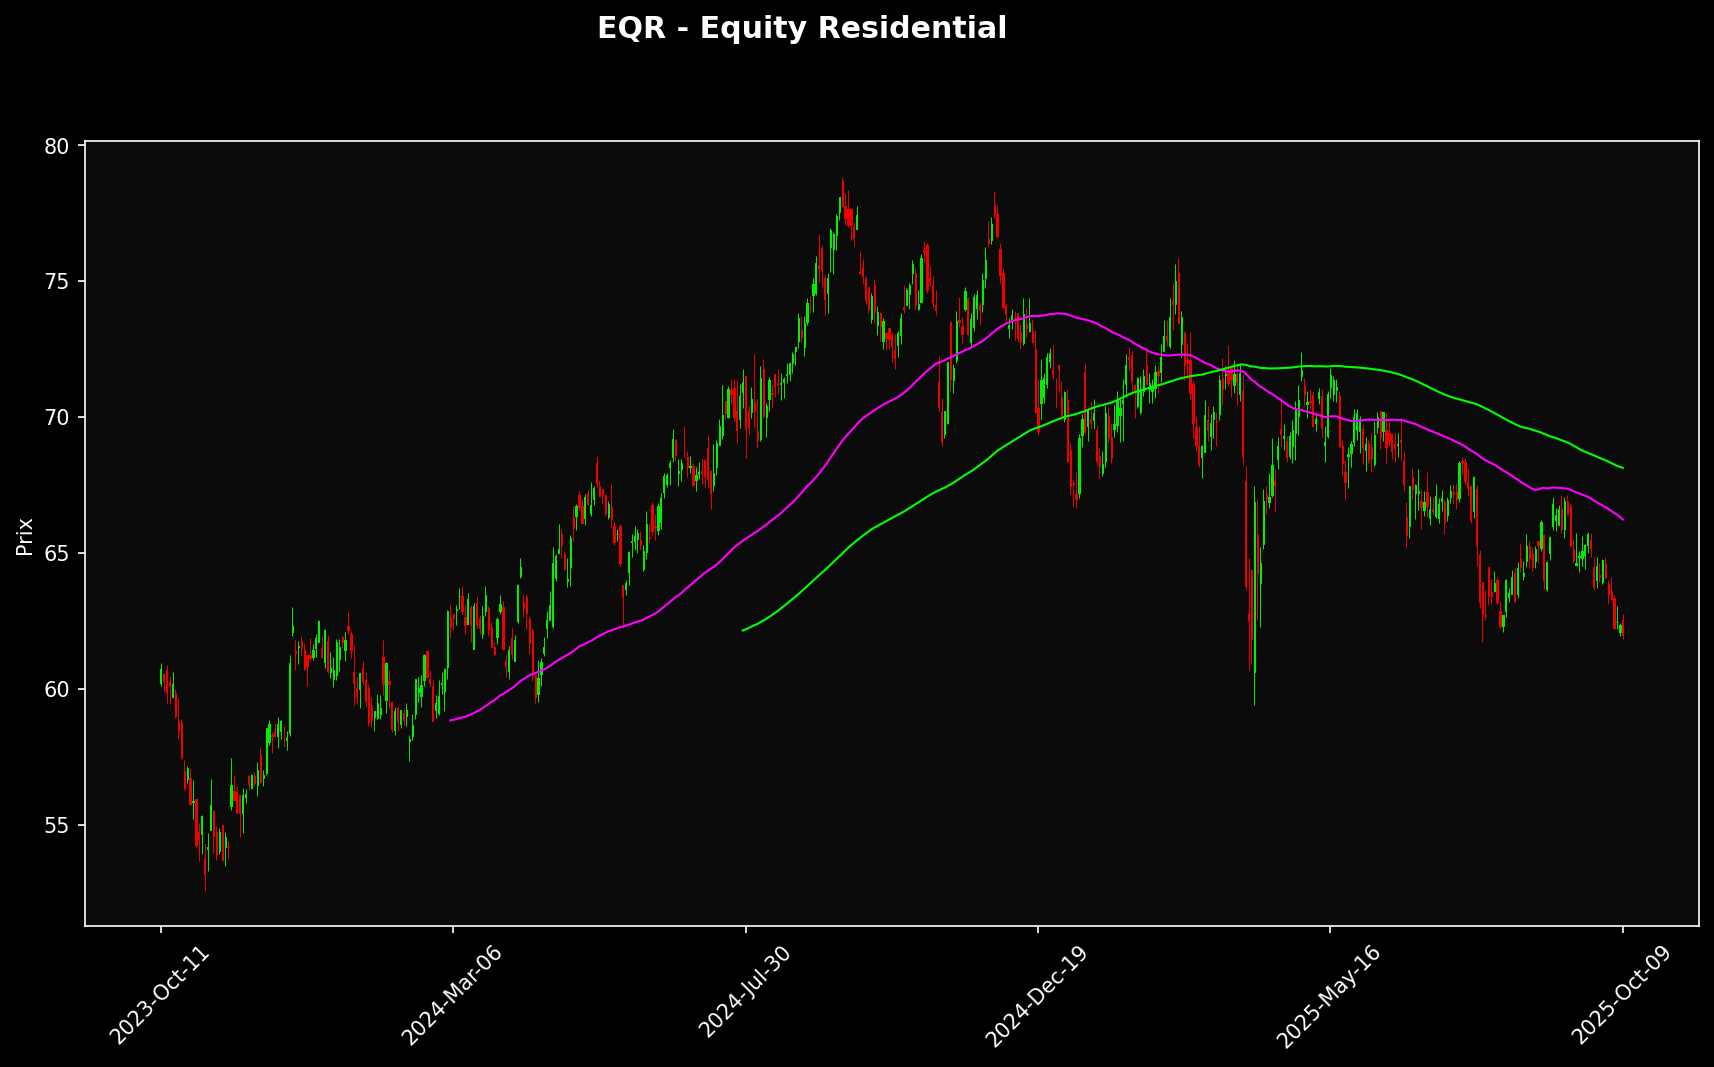 EQR - Equity Residential
Prix
80
75
70
65
60
55
2023-Oct-11
2024-Mar-06
2024-Jul-30
2024-Dec-19
2025-May-16
2025-Oct-09